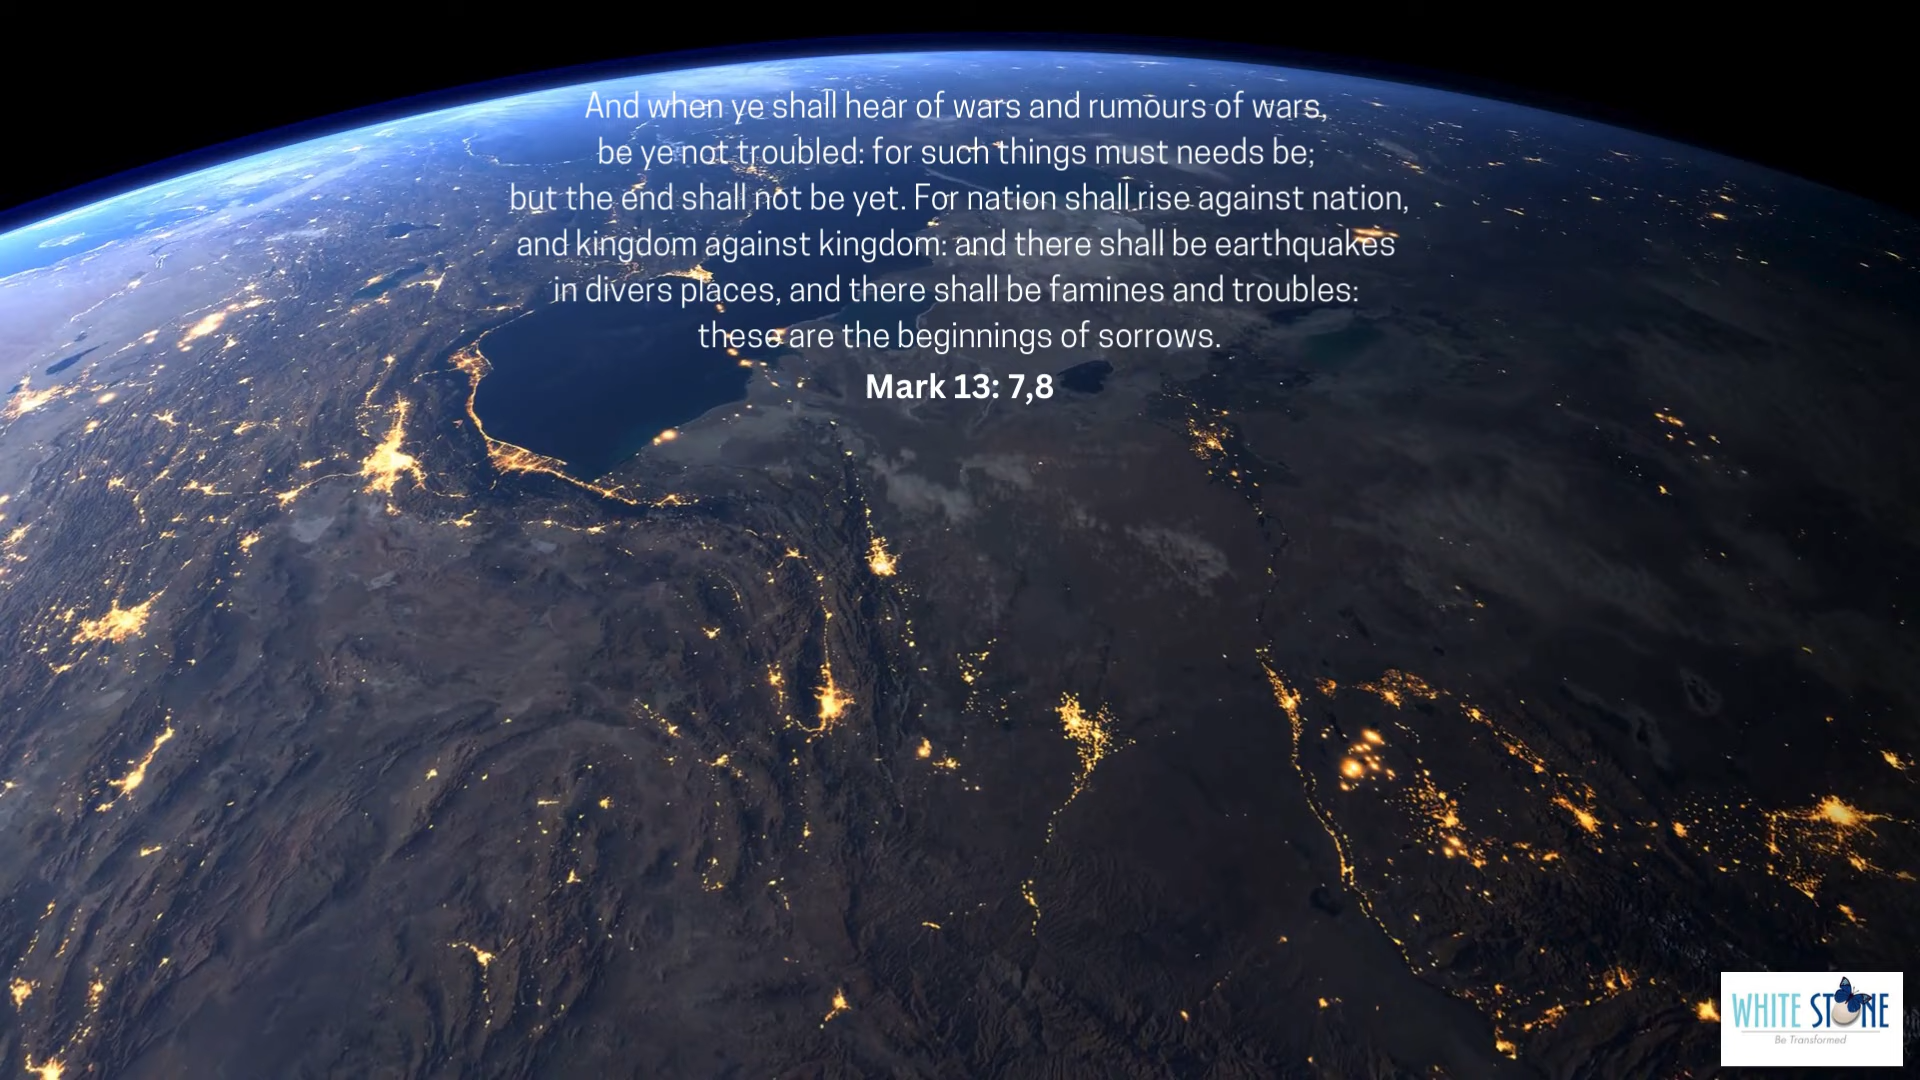 And when ye shall hear of wars and rumours of wars,
be ye not troubled: for such things must needs be;
but the end shall not be yet. For nation shall rise against nation,
and kingdom against kingdom: and there shall be earthquakes
in divers places, and there shall be famines and troubles:
these are the beginnings of sorrows.
Mark 13: 7,8
WHITE STONE
Be Transformed